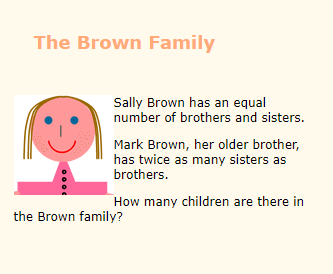 The Brown Family
Sally Brown has an equal
number of brothers and sisters.
Mark Brown, her older brother,
has twice as many sisters as
brothers.
How many children are there in
the Brown family?